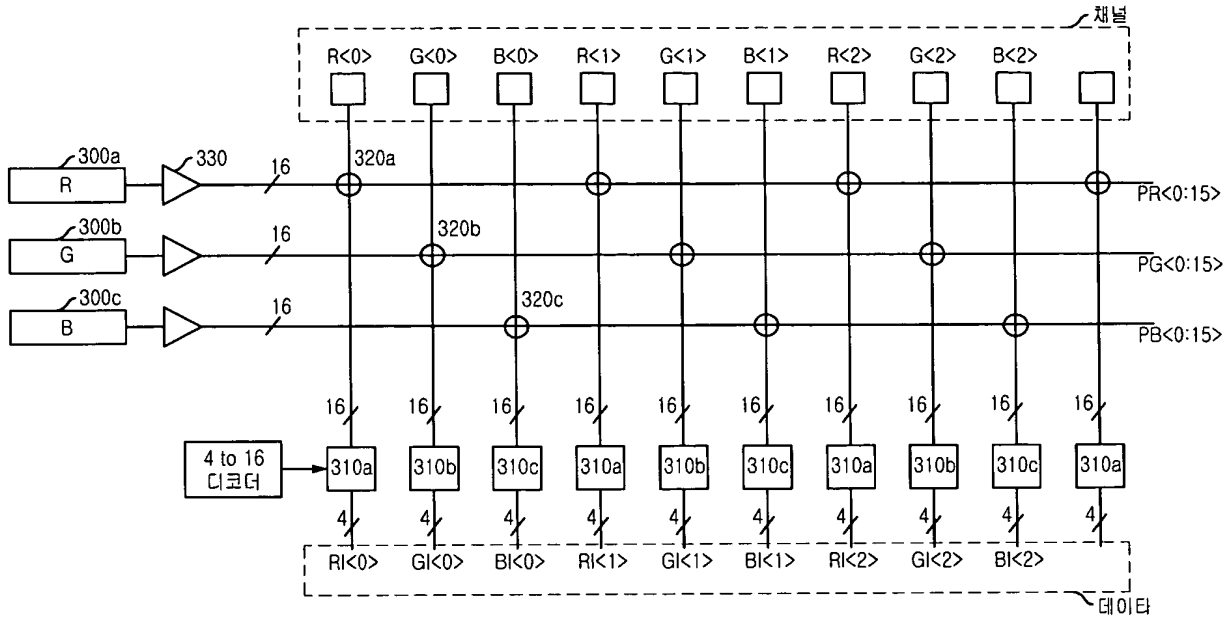 채널
R<0> G<0> B<0> R<1> G<1> B<1> R<2> G<2> B<2>
300a 330 16 320a
R
PR<0:15>
300b 16 320b
G
PG<0:15>
300c 16 320c
B
PB<0:15>
16 16 16 16 16 16 16 16 16 16
4 to 16
디코더
310a 310b 310c 310a 310b 310c 310a 310b 310c 310a
4 4 4 4 4 4 4 4 4 4
RI<0> GI<0> BI<0> RI<1> GI<1> BI<1> RI<2> GI<2> BI<2>
데이타